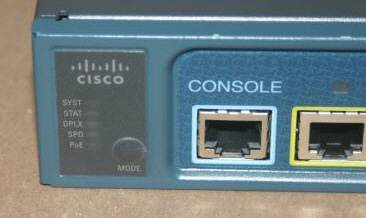 CISCO
CONSOLE
SYST
STAT
DPLX
SPD
PoE
MODE